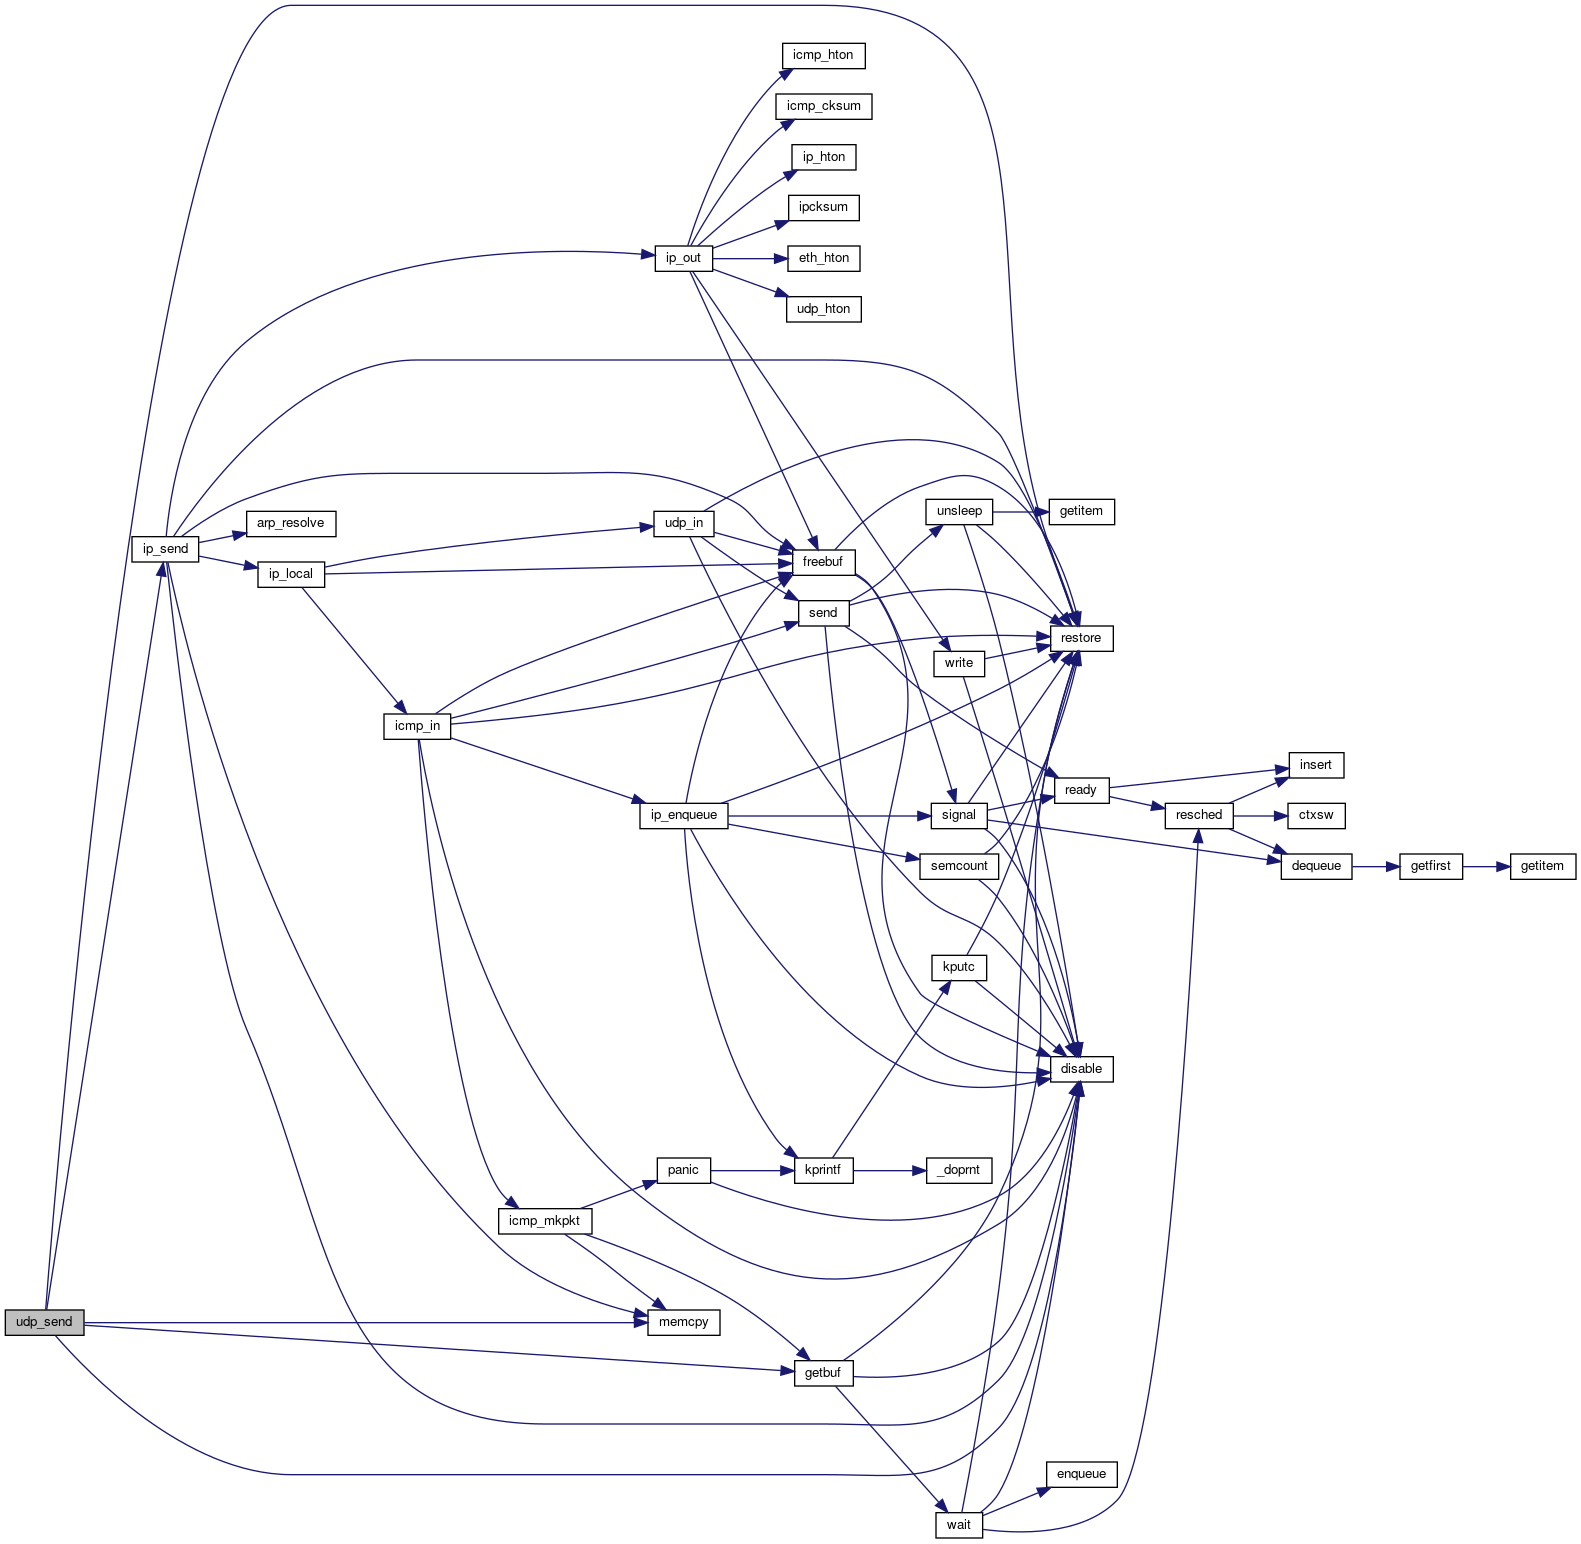 icmp_hton
icmp_cksum
ip_hton
ipcksum
ip_out
eth_hton
udp_hton
unsleep
getitem
arp_resolve
udp_in
ip_send
freebuf
ip_local
send
restore
write
icmp_in
insert
ready
ip_enqueue
signal
resched
ctxsw
semcount
dequeue
getfirst
getitem
kputc
disable
panic
kprintf
_doprnt
icmp_mkpkt
udp_send
memcpy
getbuf
enqueue
wait